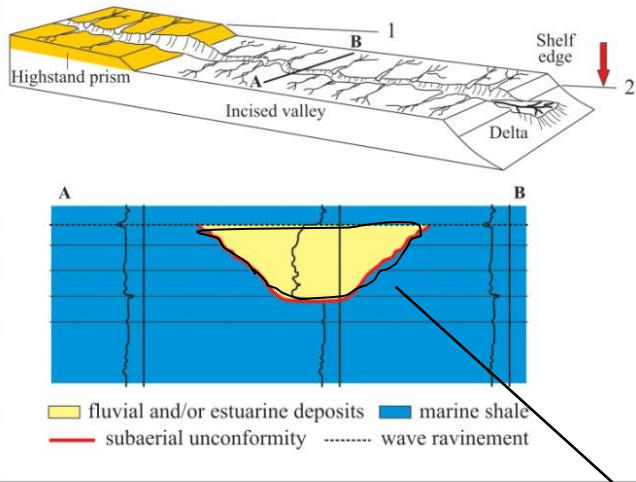 1
B
Shelf
edge
Highstand prism
A
2
Incised valley
Delta
A
B
fluvial and/or estuarine deposits
marine shale
subaerial unconformity
wave ravinement